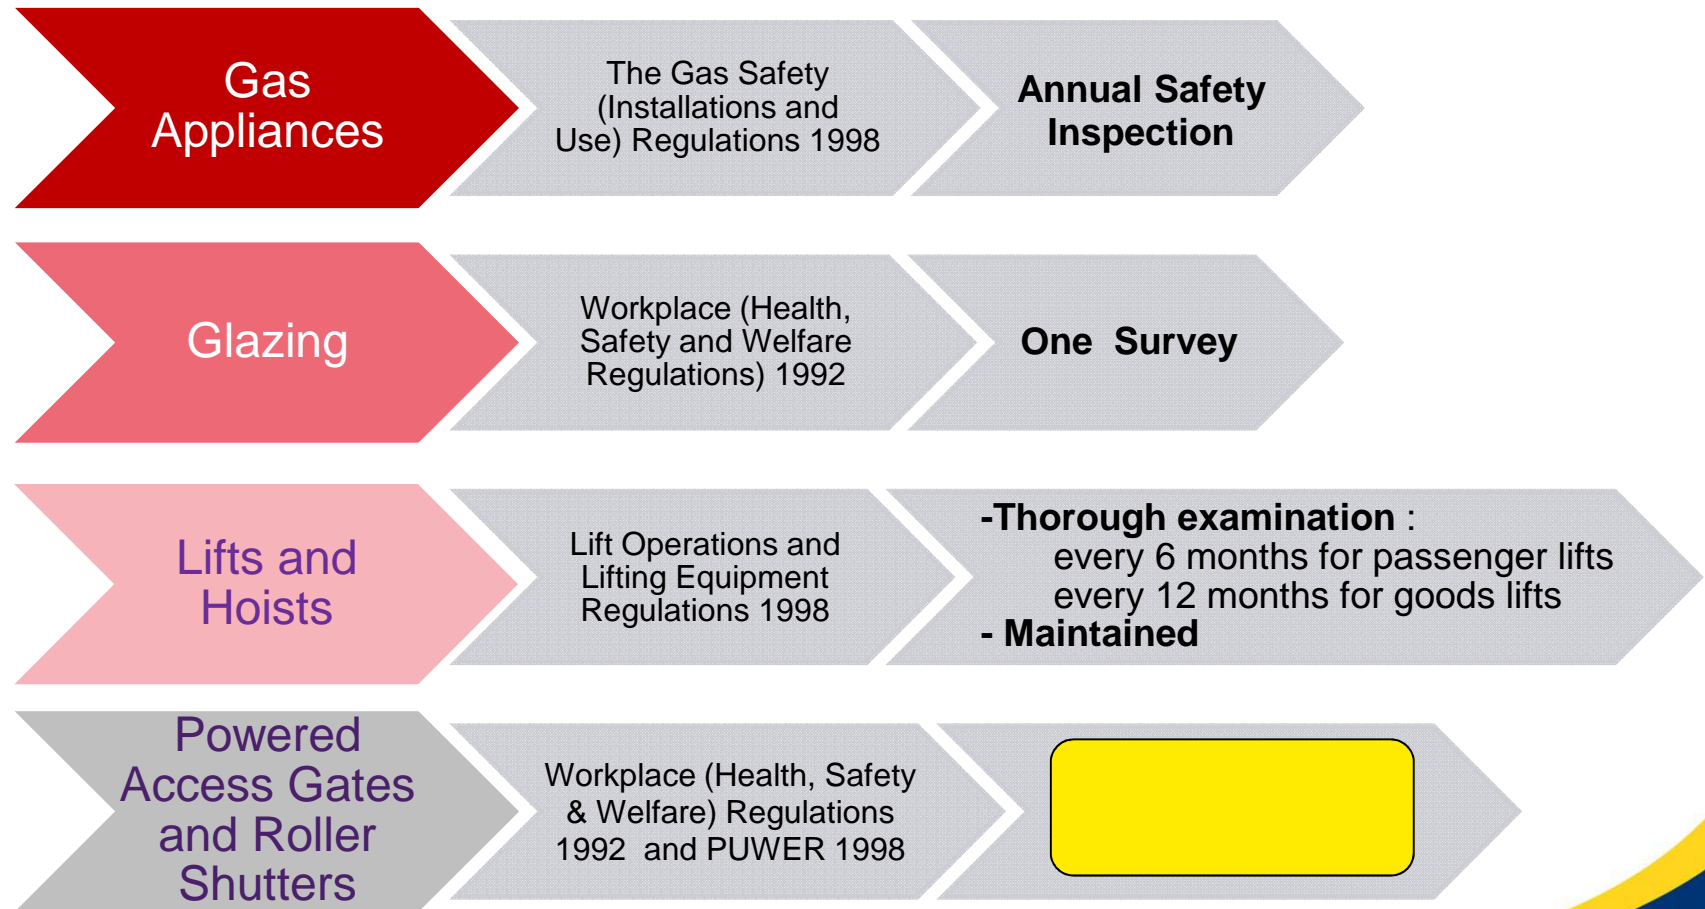 Gas
Appliances
The Gas Safety
(Installations and
Use) Regulations 1998
Annual Safety
Inspection
Glazing
Workplace (Health,
Safety and Welfare
Regulations) 1992
One Survey
Lifts and
Hoists
Lift Operations and
Lifting Equipment
Regulations 1998
-Thorough examination :
every 6 months for passenger lifts
every 12 months for goods lifts
- Maintained
Powered
Access Gates
and Roller
Shutters
Workplace (Health, Safety
& Welfare) Regulations
1992 and PUWER 1998